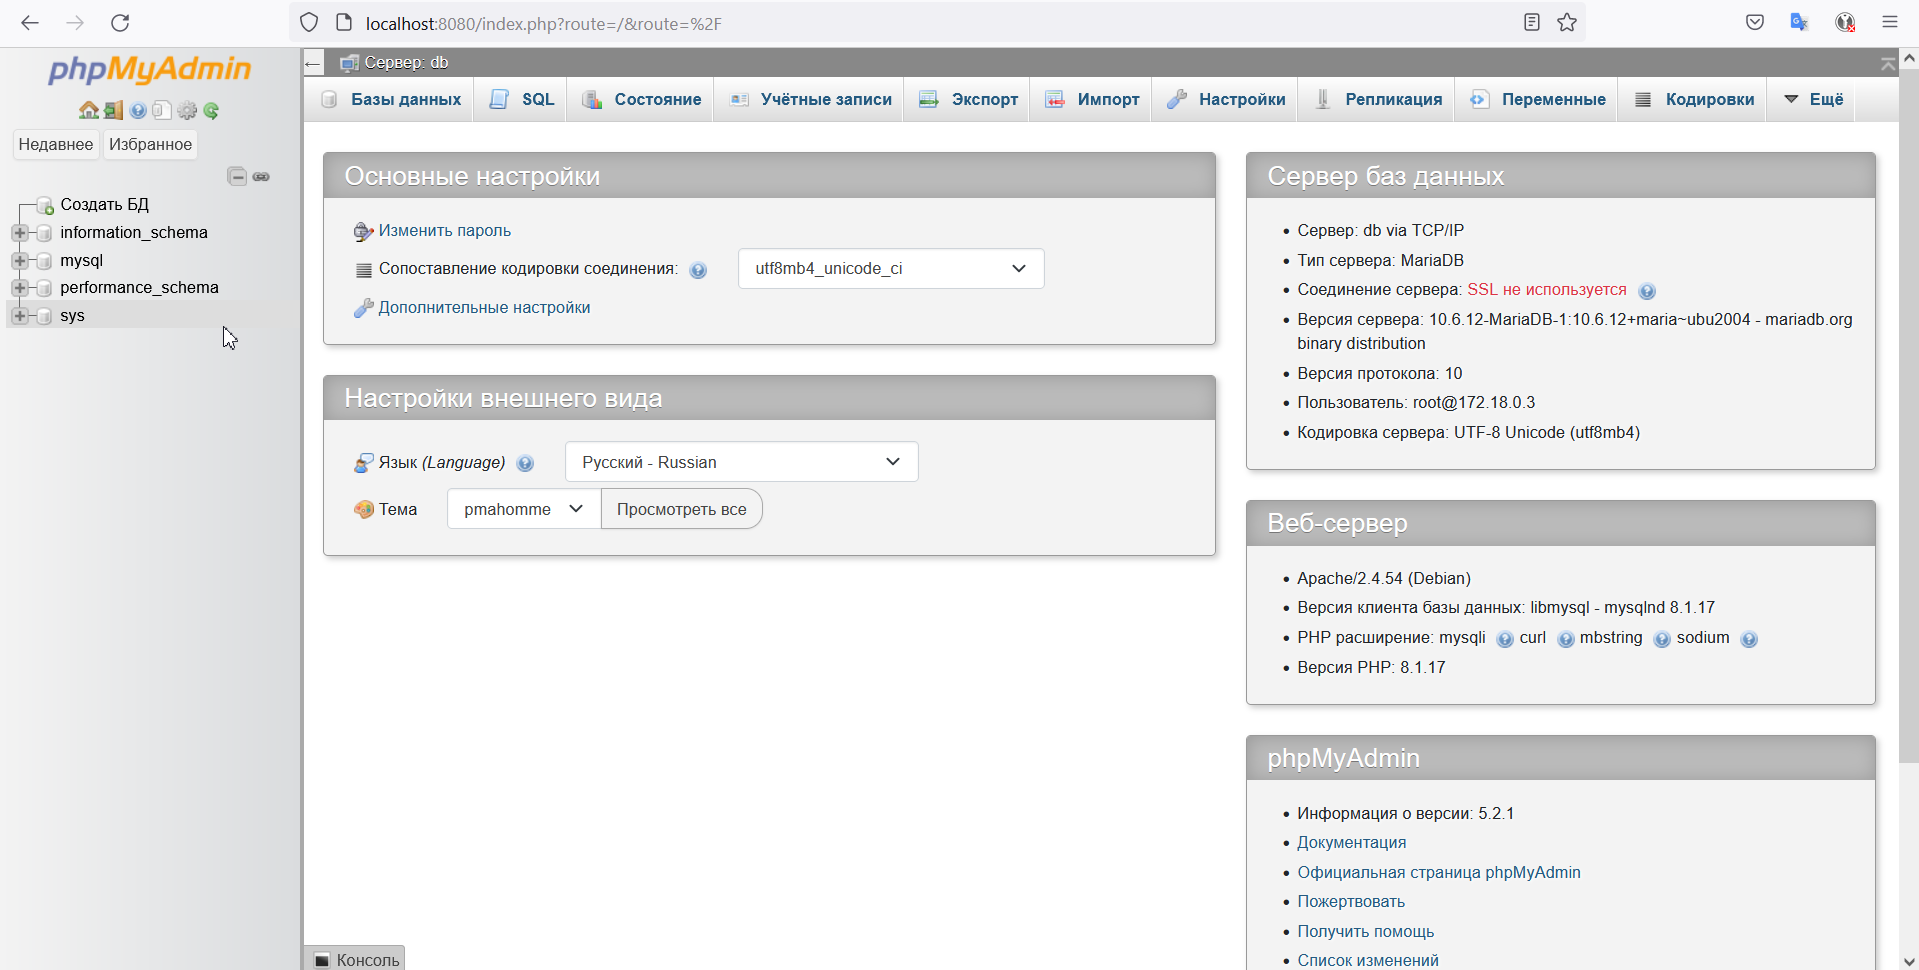 localhost:8080/index.php?route=/&route=%2F
phpMyAdmin
Недавнее Избранное
Создать БД
information_schema
mysql
performance_schema
sys
Сервер: db
Базы данных SQL Состояние Учётные записи Экспорт Импорт Настройки Репликация Переменные Кодировки Ещё
Основные настройки
Изменить пароль
Сопоставление кодировки соединения: utf8mb4_unicode_ci
Дополнительные настройки
Настройки внешнего вида
Язык (Language) Русский - Russian
Тема pmahomme Просмотреть все
Сервер баз данных
• Сервер: db via TCP/IP
• Тип сервера: MariaDB
• Соединение сервера: SSL не используется
• Версия сервера: 10.6.12-MariaDB-1:10.6.12+maria~ubu2004 - mariadb.org
binary distribution
• Версия протокола: 10
• Пользователь: root@172.18.0.3
• Кодировка сервера: UTF-8 Unicode (utf8mb4)
Веб-сервер
• Apache/2.4.54 (Debian)
• Версия клиента базы данных: libmysql - mysqlnd 8.1.17
• PHP расширение: mysqli curl mbstring sodium
• Версия PHP: 8.1.17
phpMyAdmin
• Информация о версии: 5.2.1
• Документация
• Официальная страница phpMyAdmin
• Пожертвовать
• Получить помощь
• Список изменений
Консоль